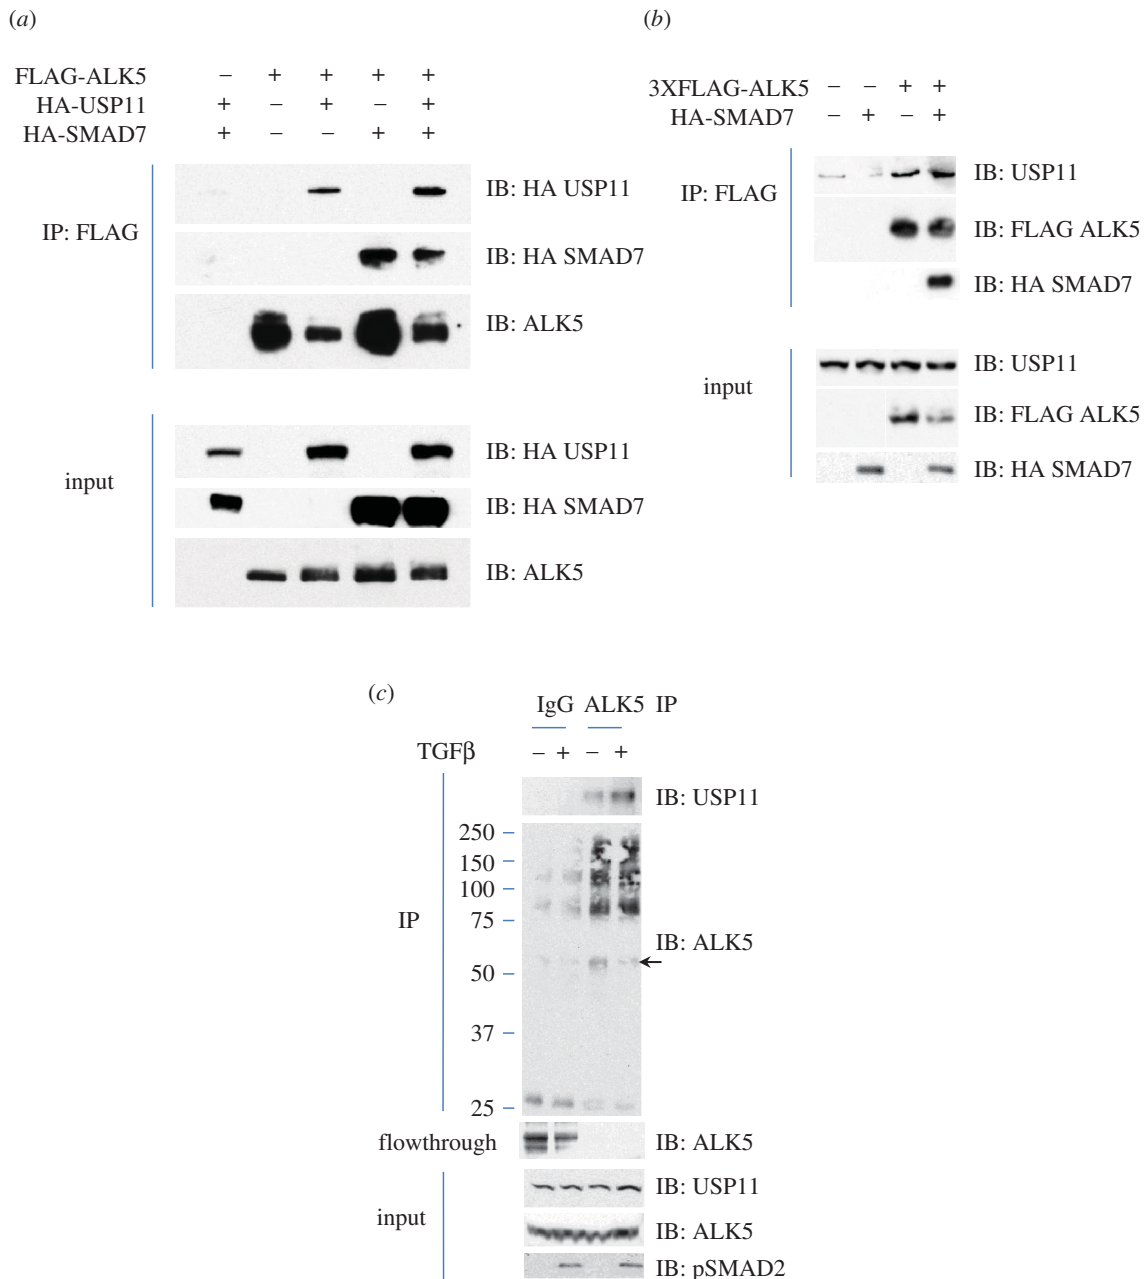 (a)
FLAG-ALK5 – + + + +
HA-USP11 + – + – +
HA-SMAD7 + – – + +
IP: FLAG
IB: HA USP11
IB: HA SMAD7
IB: ALK5
input
IB: HA USP11
IB: HA SMAD7
IB: ALK5
(b)
3XFLAG-ALK5 – – + +
HA-SMAD7 – + – +
IP: FLAG
IB: USP11
IB: FLAG ALK5
IB: HA SMAD7
input
IB: USP11
IB: FLAG ALK5
IB: HA SMAD7
(c)
IgG ALK5 IP
TGFβ – + – +
IP
IB: USP11
250
150
100
75
50
37
25
IB: ALK5
flowthrough IB: ALK5
input
IB: USP11
IB: ALK5
IB: pSMAD2